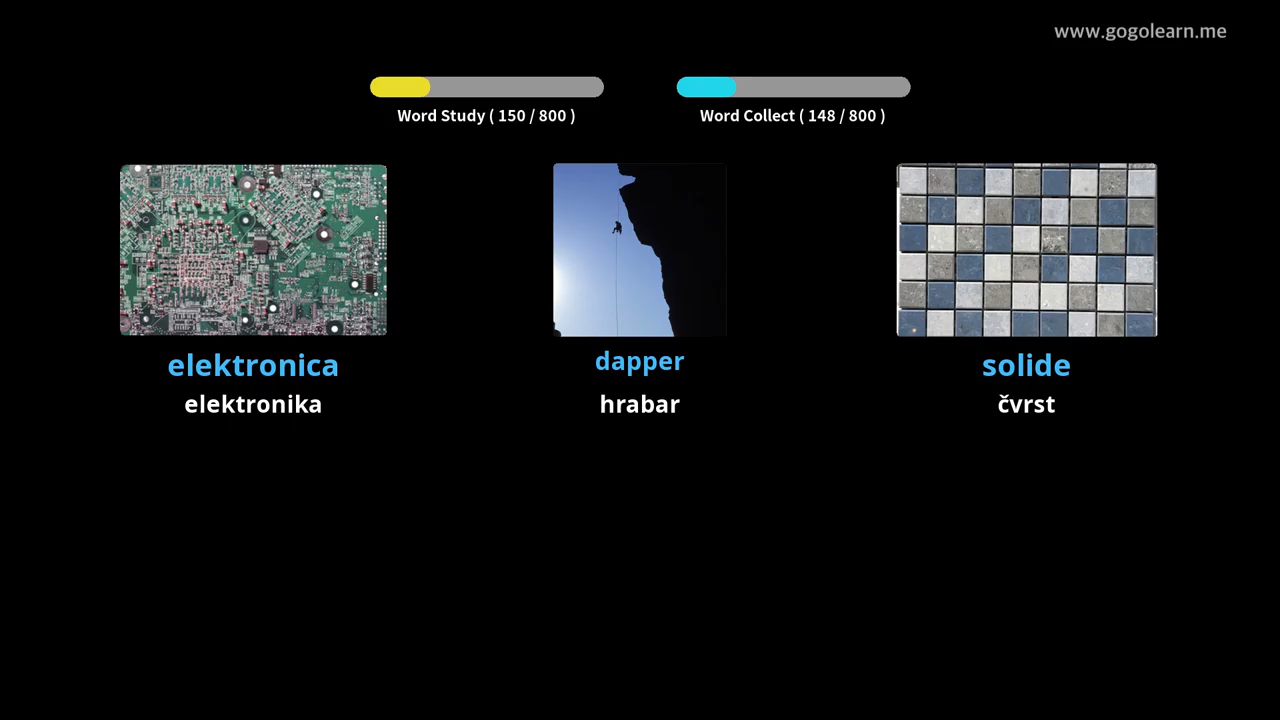 www.gogolearn.me
Word Study ( 150 / 800 )
Word Collect ( 148 / 800 )
elektronica
dapper
solide
elektronika
hrabar
čvrst